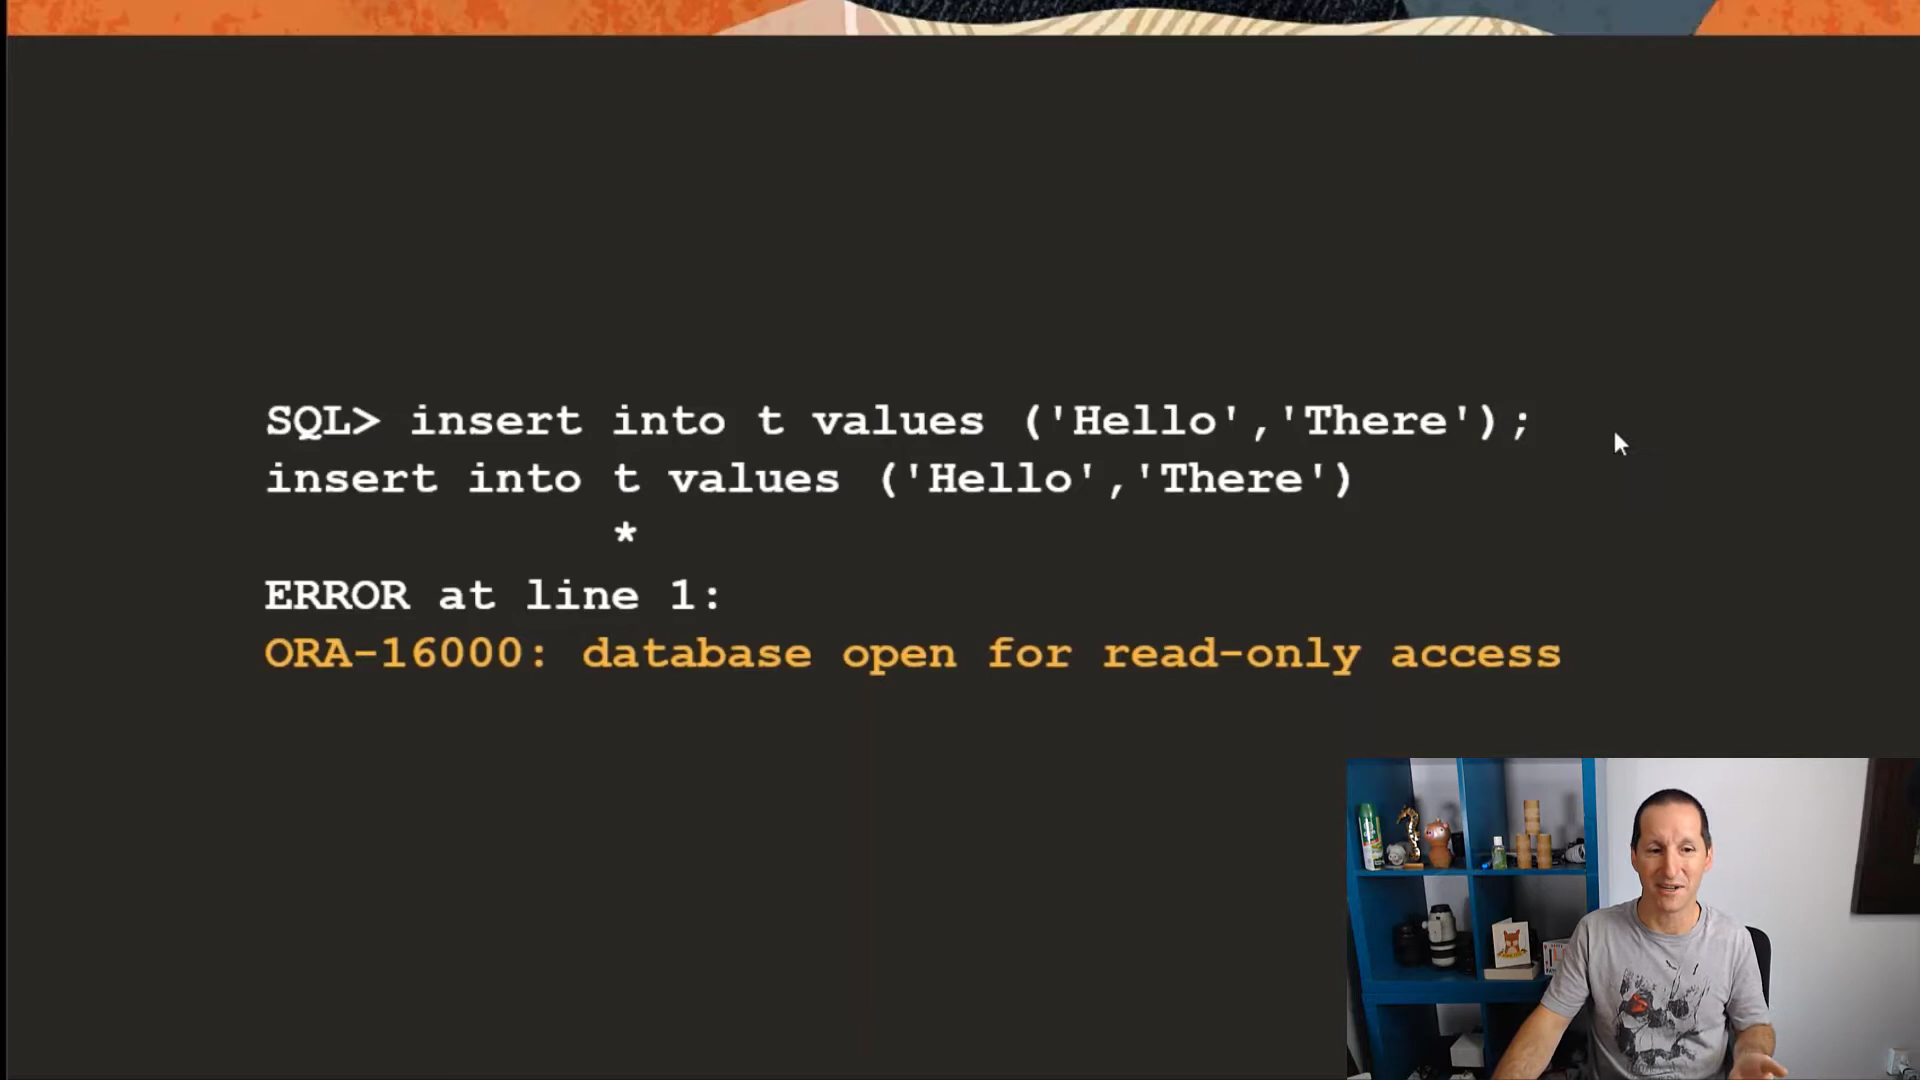 SQL> insert into t values ('Hello','There');
insert into t values ('Hello','There')
*
ERROR at line 1:
ORA-16000: database open for read-only access